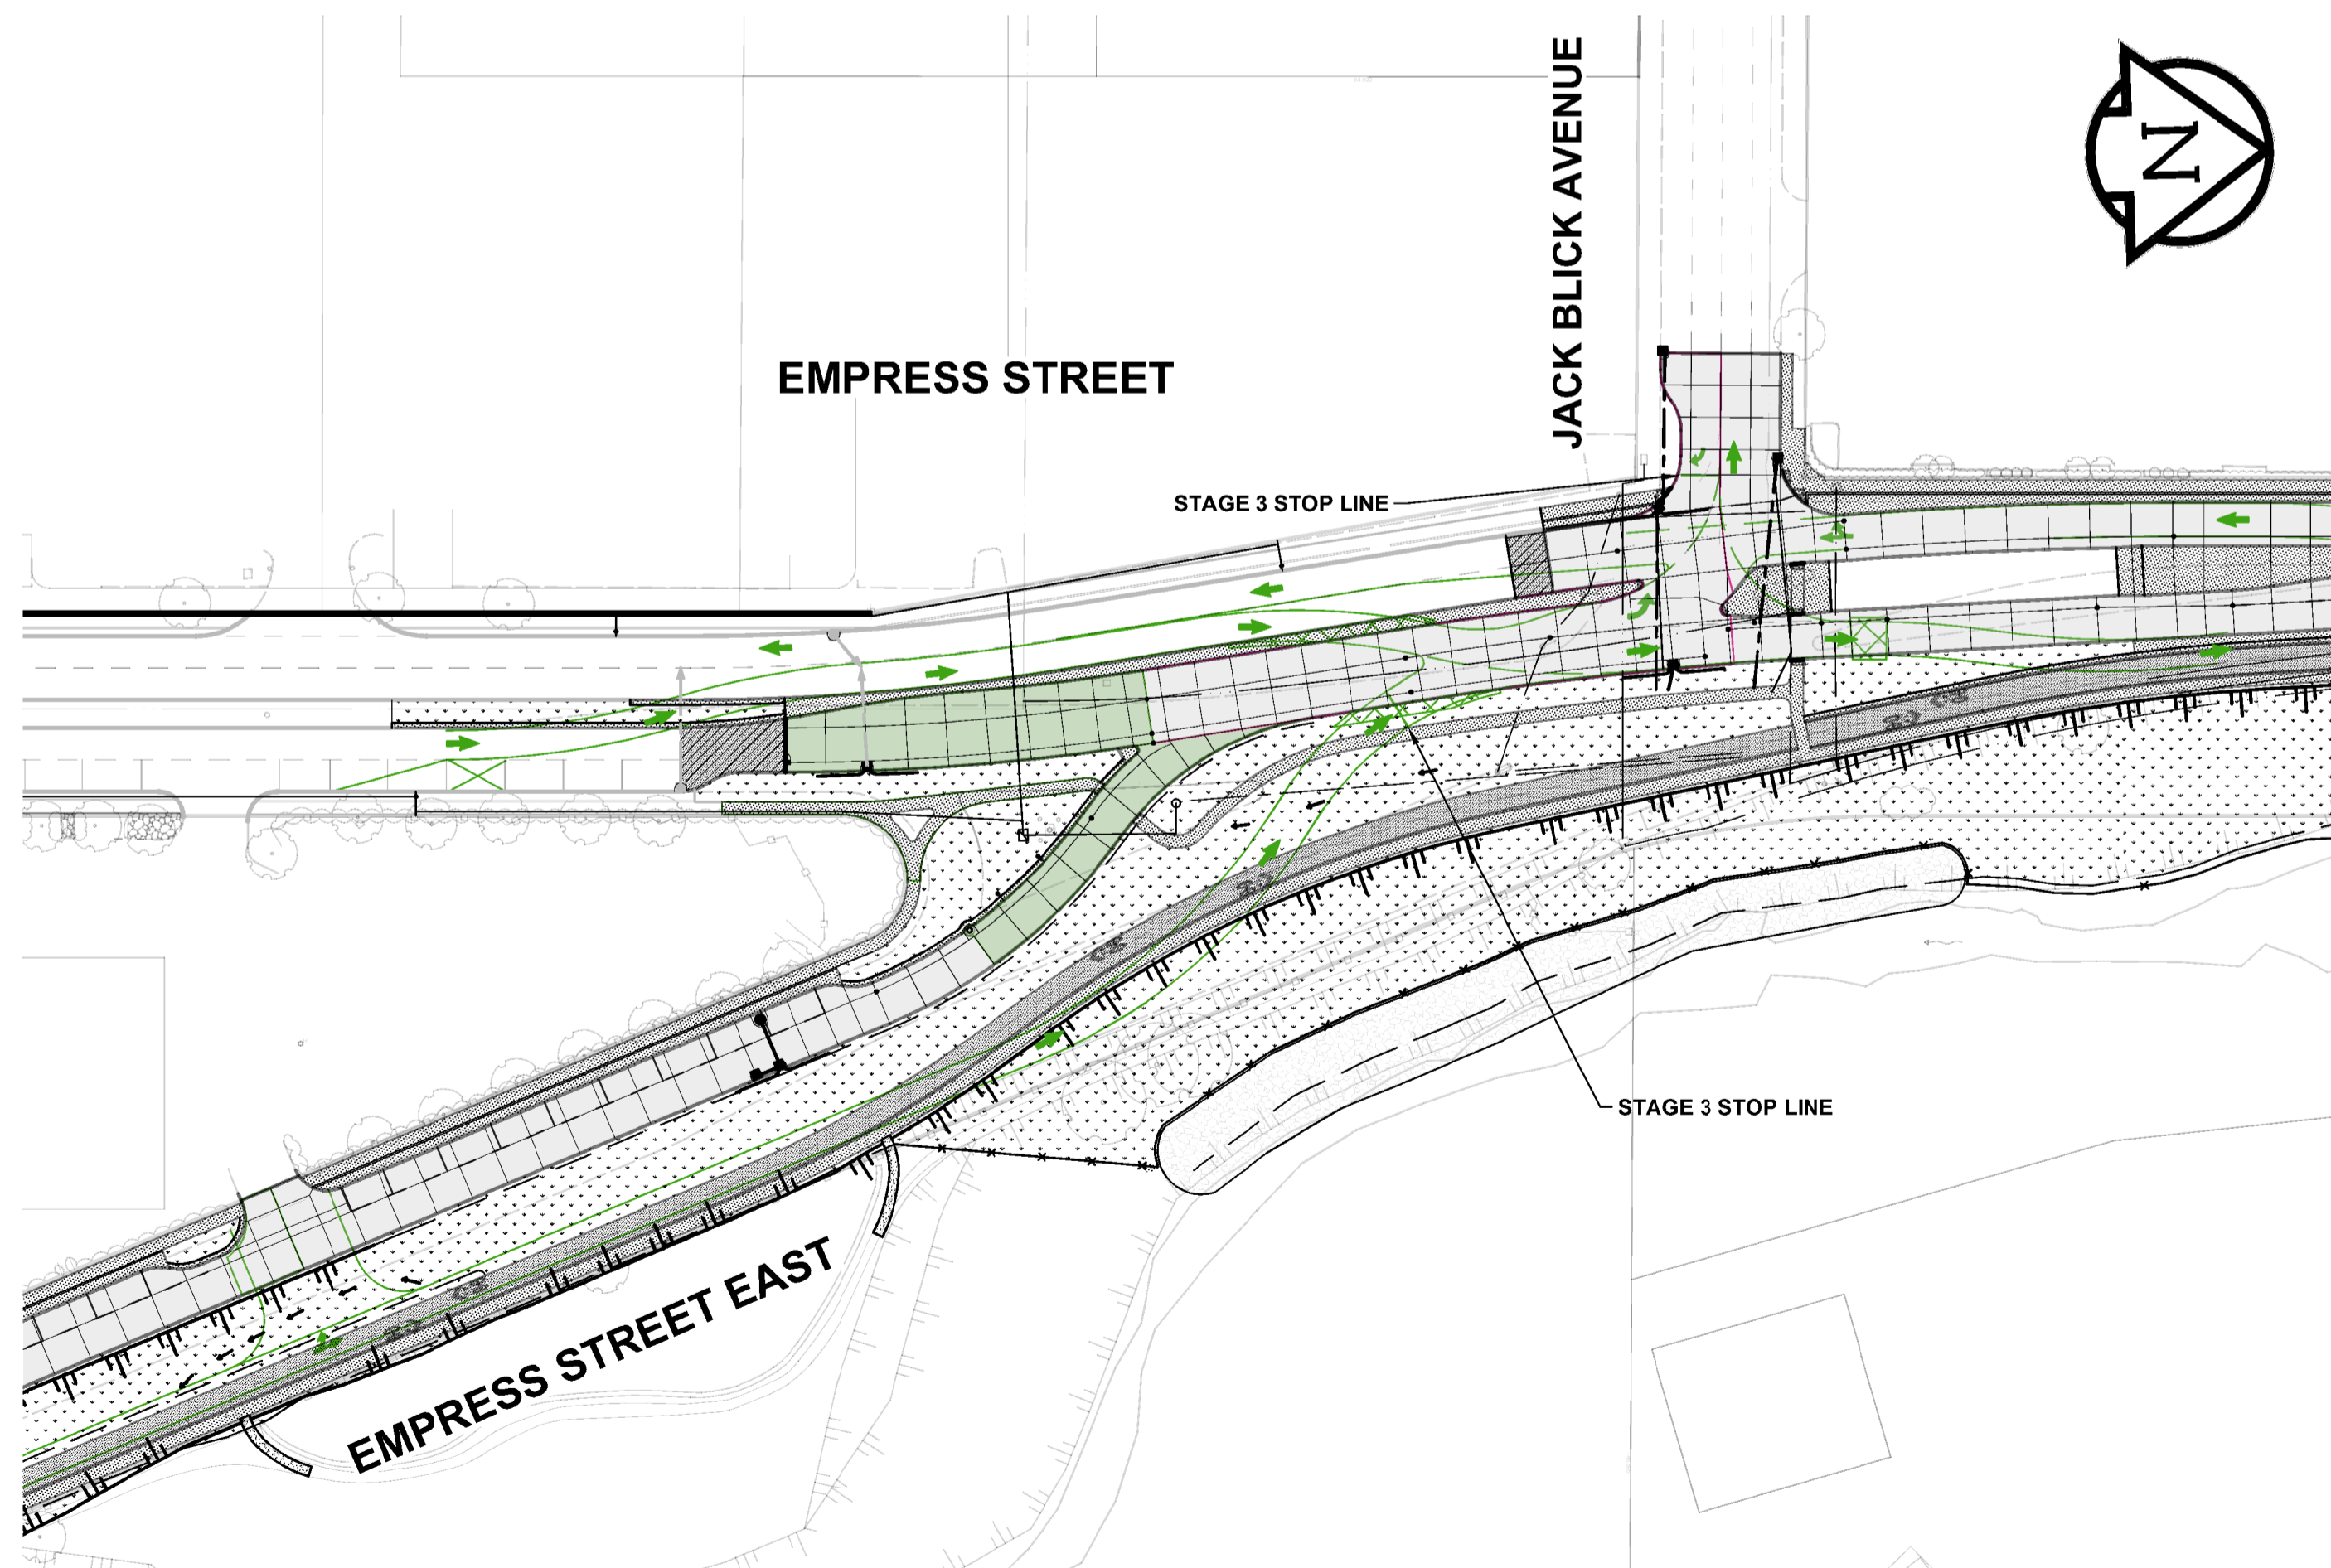 JACK BLICK AVENUE
N
EMPRESS STREET
STAGE 3 STOP LINE
STAGE 3 STOP LINE
EMPRESS STREET EAST